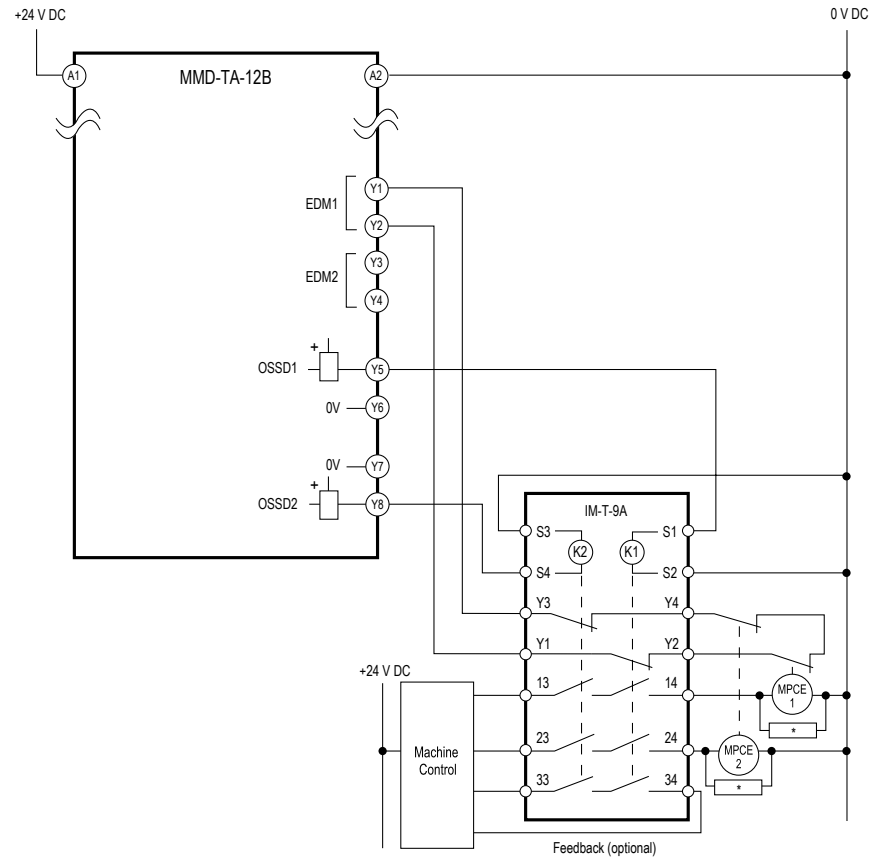 +24 V DC
0 V DC
A1
MMD-TA-12B
A2
Y1
EDM1
Y2
Y3
EDM2
Y4
+
OSSD1
Y5
0V
Y6
0V
Y7
+
OSSD2
Y8
IM-T-9A
S3
S1
K2
K1
S4
S2
Y3
Y4
Y1
Y2
+24 V DC
13
14
MPCE
1
*
23
24
MPCE
2
Machine
Control
33
34
*
Feedback (optional)